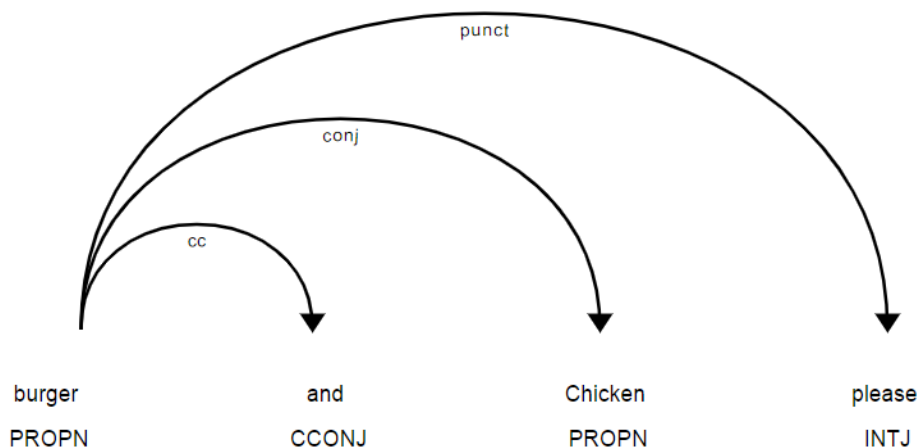 punct
conj
cc
burger and Chicken please
PROPN CCONJ PROPN INTJ